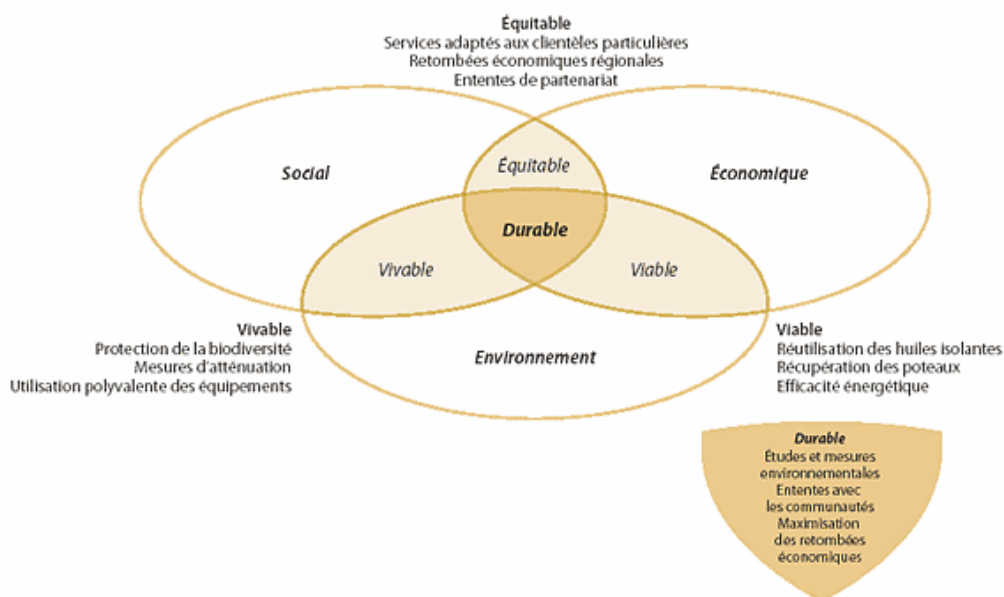 Équitable
Services adaptés aux clientèles particulières
Retombées économiques régionales
Ententes de partenariat
Social
Équitable
Économique
Durable
Vivable
Viable
Environnement
Vivable
Protection de la biodiversité
Mesures d'atténuation
Utilisation polyvalente des équipements
Viable
Réutilisation des huiles isolantes
Récupération des poteaux
Efficacité énergétique
Durable
Études et mesures
environnementales
Ententes avec
les communautés
Maximisation
des retombées
économiques